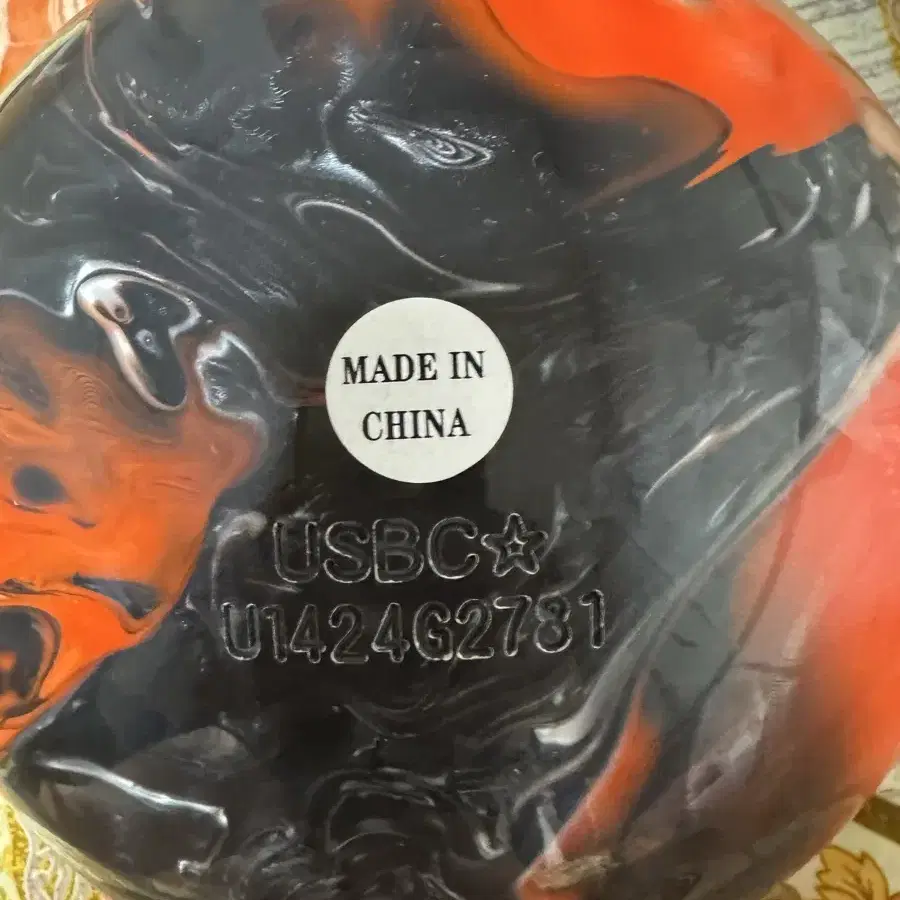 MADE IN
CHINA
USBC☆
U1424G2781